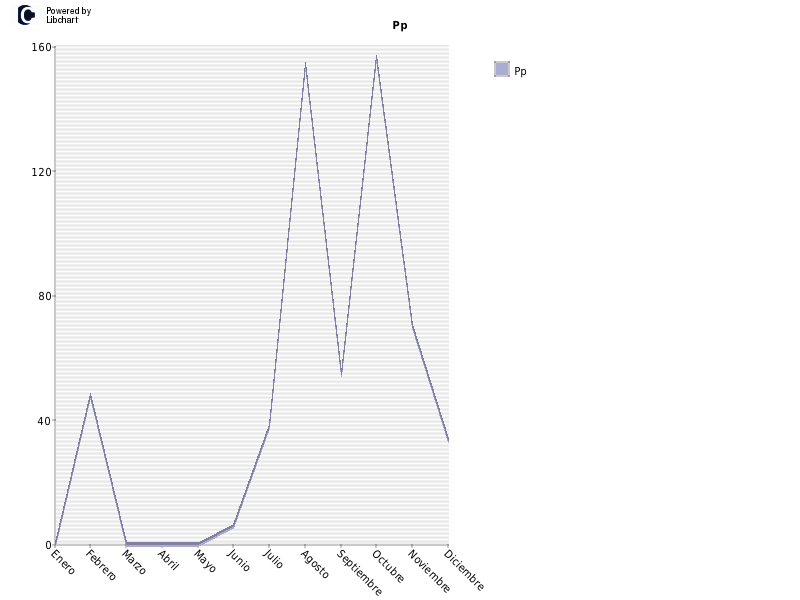 Powered by
Libchart
Pp
160
120
80
40
0
Pp
Enero
Febrero
Marzo
Abril
Mayo
Junio
Julio
Agosto
Septiembre
Octubre
Noviembre
Diciembre